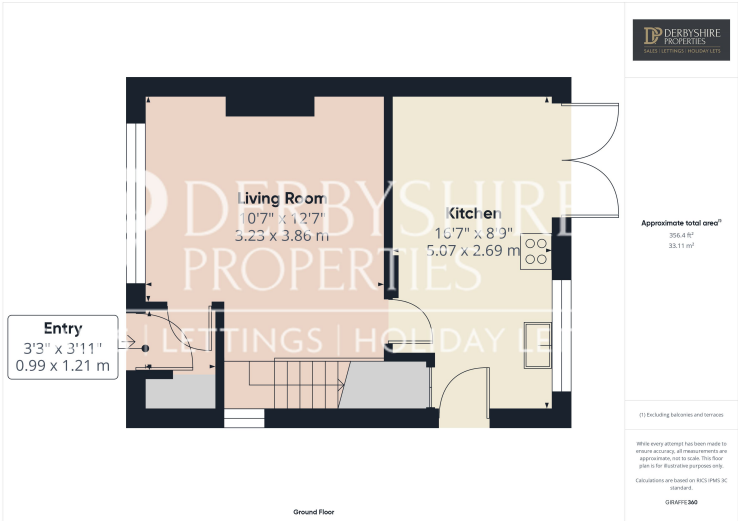 DP DERBYSHIRE
PROPERTIES
SALES | LETTINGS | HOLIDAY LETS
DERBYSHIRE
PROPERTIES
S | LETTINGS | HOLIDAY LET
Living Room
10'7" x 12'7"
3.23 x 3.86 m
Kitchen
16'7" x 8'9"
5.07 x 2.69 m
Entry
3'3" x 3'11"
0.99 x 1.21 m
Ground Floor
Approximate total area(1)
356.4 ft²
33.11 m²
(1) Excluding balconies and terraces
While every attempt has been made to
ensure accuracy, all measurements are
approximate, not to scale. This floor
plan is for illustrative purposes only.
Calculations are based on RICS IPMS 3C
standard.
GIRAFFE360